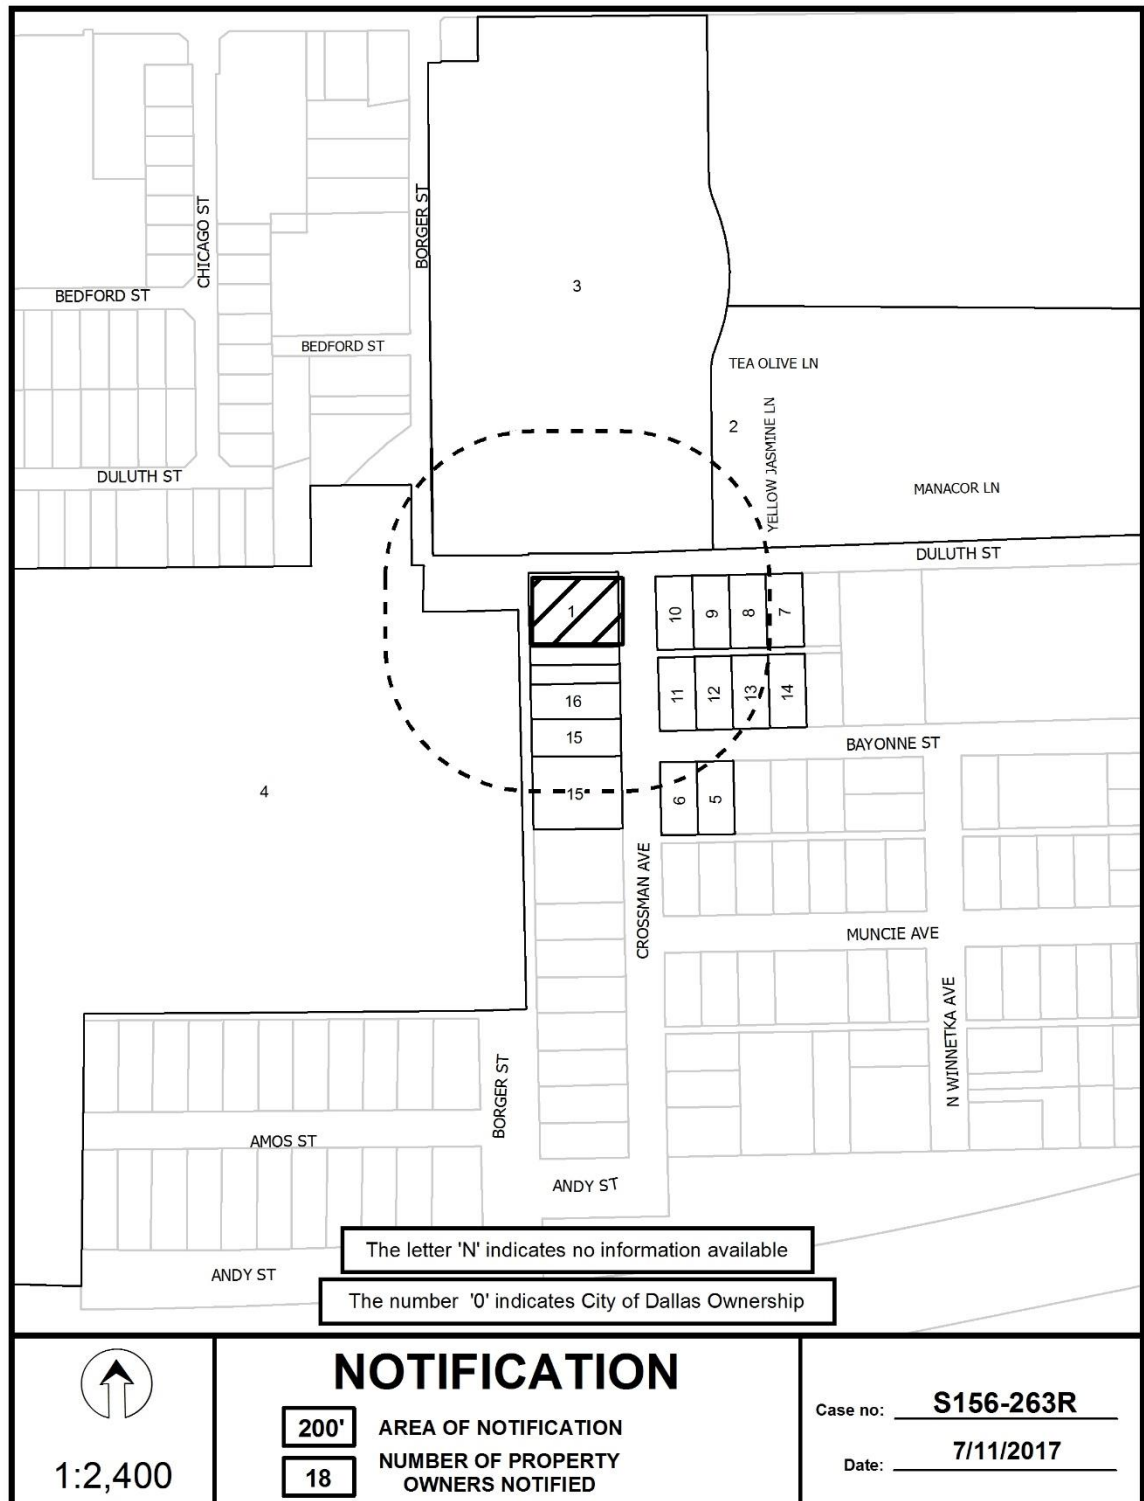 CHICAGO ST
BORGER ST
3
BEDFORD ST
BEDFORD ST
TEA OLIVE LN
YELLOW JASMINE LN
2
DULUTH ST
MANACOR LN
DULUTH ST
1
10
9
8
7
11
12
13
14
16
15
BAYONNE ST
4
15
6
5
CROSSMAN AVE
MUNCIE AVE
N WINNETKA AVE
BORGER ST
AMOS ST
ANDY ST
The letter 'N' indicates no information available
ANDY ST
The number '0' indicates City of Dallas Ownership
1:2,400
NOTIFICATION
200' AREA OF NOTIFICATION
18 NUMBER OF PROPERTY
OWNERS NOTIFIED
Case no: S156-263R
Date: 7/11/2017